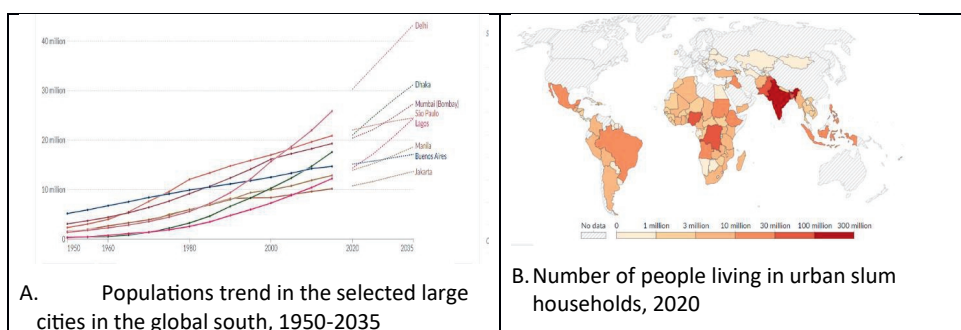 40 million
30 million
20 million
10 million
0
1950
1960
1980
2000
2020
2035
Delhi
Dhaka
Mumbai (Bombay)
São Paulo
Lagos
Manila
Buenos Aires
Jakarta
A. Populations trend in the selected large
cities in the global south, 1950-2035
No data
0
1 million
3 million
10 million
30 million
100 million
300 million
B. Number of people living in urban slum
households, 2020